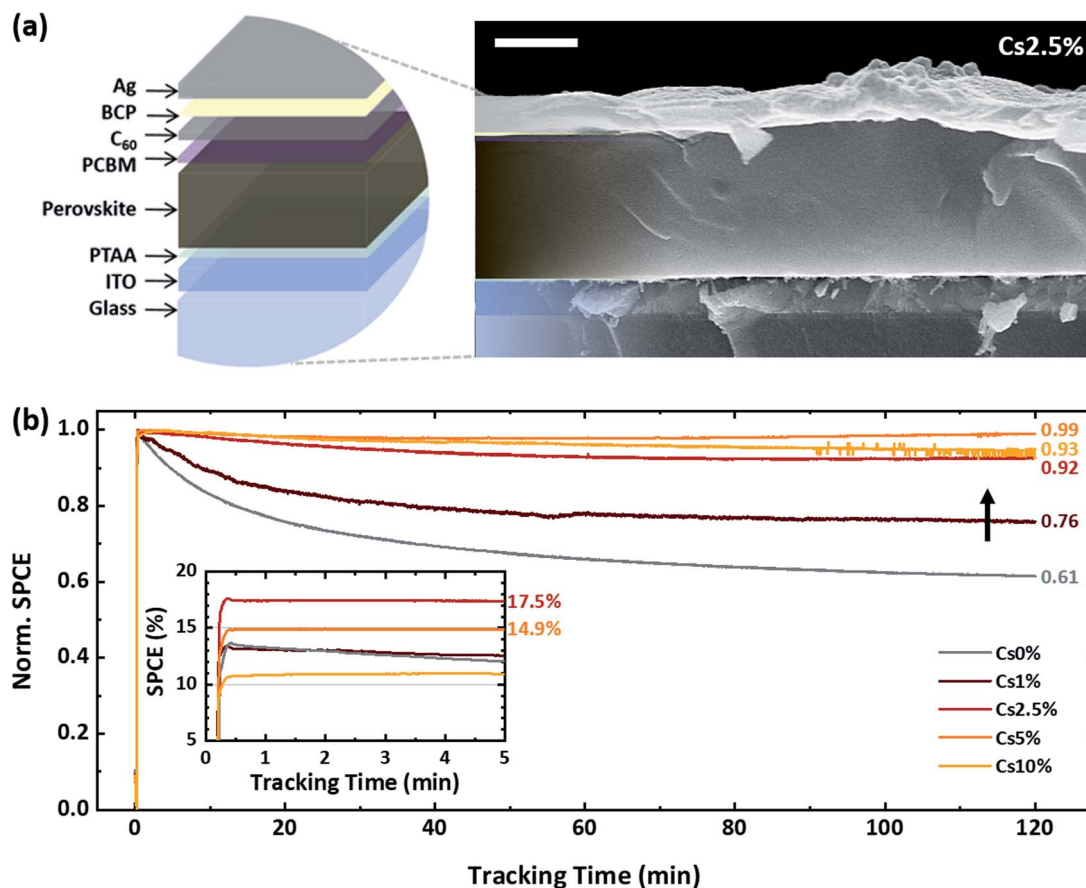 (a)
Ag
BCP
C60
PCBM
Perovskite
PTAA
ITO
Glass
Cs2.5%
(b)
Norm. SPCE
1.0
0.8
0.6
0.4
0.2
0.0
0.99
0.93
0.92
0.76
0.61
SPCE (%)
20
15
10
5
17.5%
14.9%
0 1 2 3 4 5
Tracking Time (min)
Cs0%
Cs1%
Cs2.5%
Cs5%
Cs10%
0 20 40 60 80 100 120
Tracking Time (min)